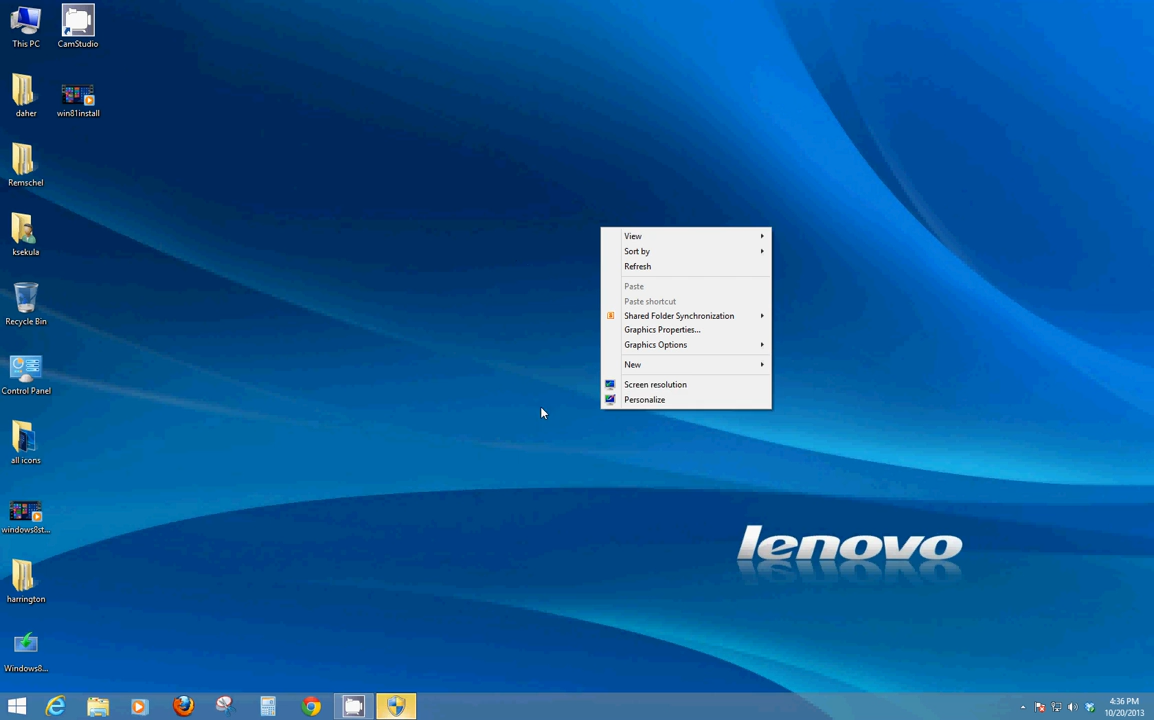 This PC
CamStudio
daher
win81install
Remschel
ksekula
Recycle Bin
Control Panel
all icons
windows8st...
harrington
Windows8...
View
Sort by
Refresh
Paste
Paste shortcut
Shared Folder Synchronization
Graphics Properties...
Graphics Options
New
Screen resolution
Personalize
lenovo
4:36 PM
10/20/2013